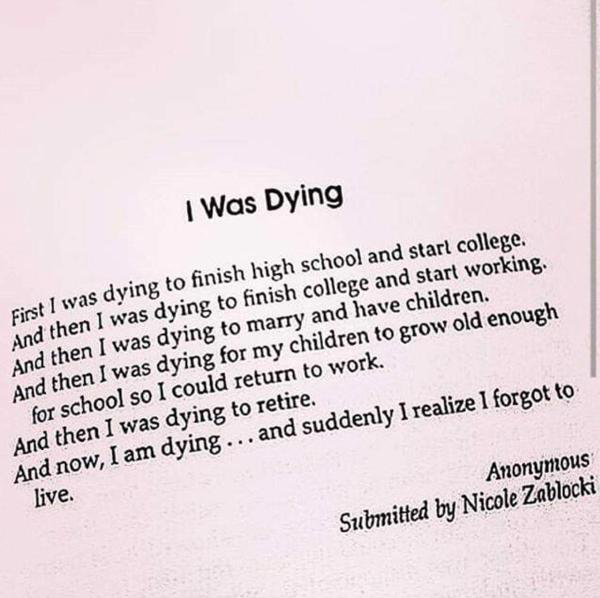 I Was Dying
First I was dying to finish high school and start college.
And then I was dying to finish college and start working.
And then I was dying to marry and have children.
And then I was dying for my children to grow old enough
for school so I could return to work.
And then I was dying to retire.
And now, I am dying . . . and suddenly I realize I forgot to
live.
Anonymous
Submitted by Nicole Zablocki